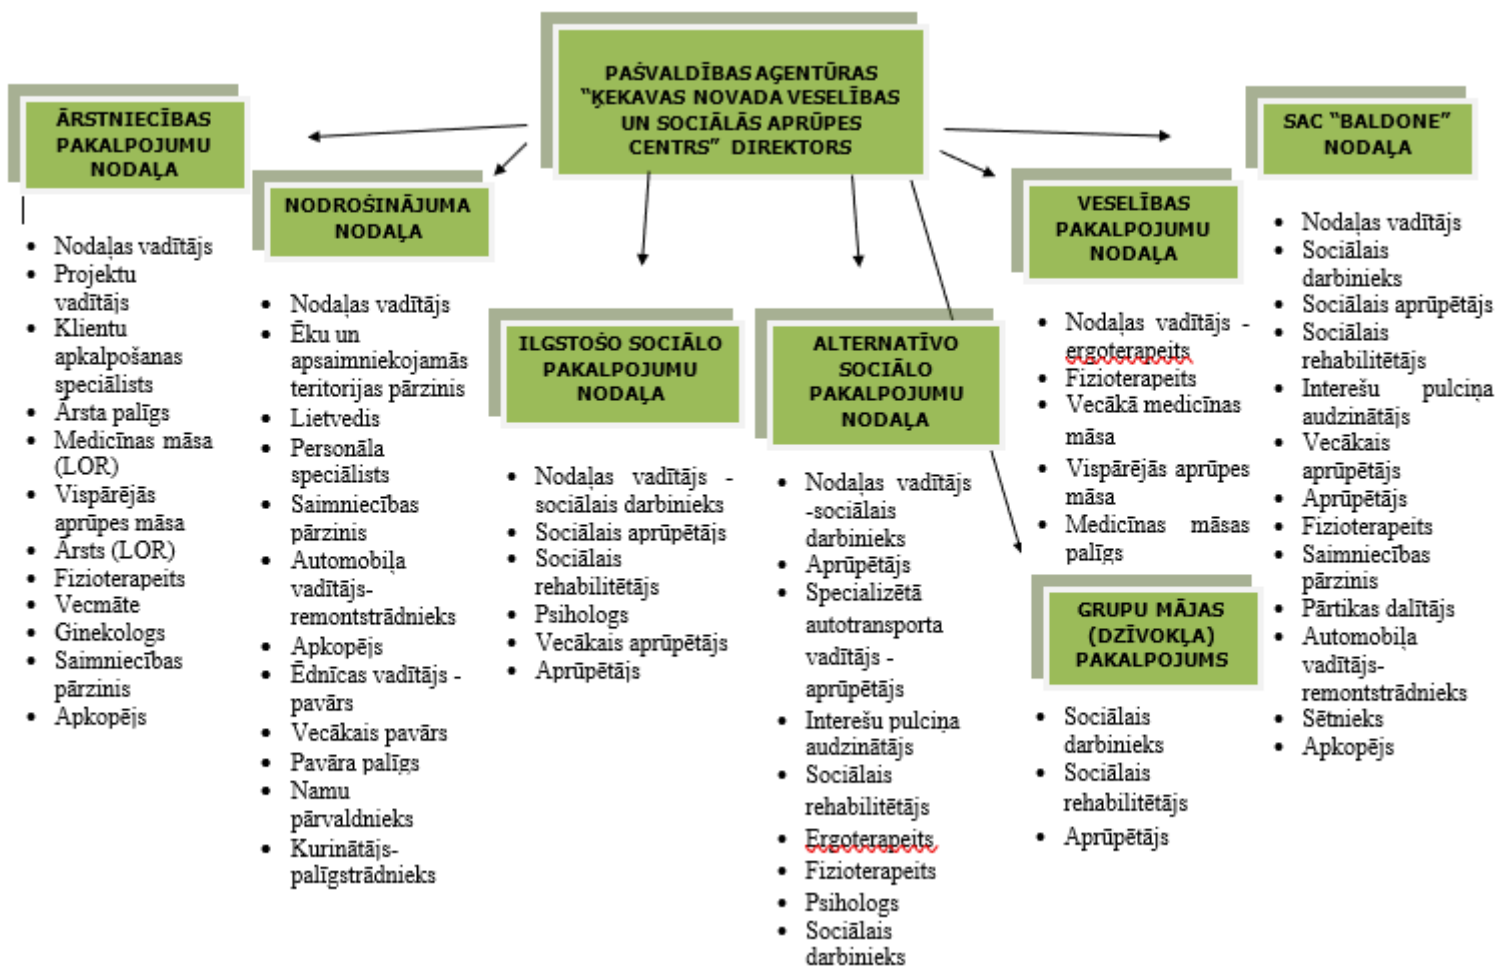 PAŠVALDĪBAS AĢENTŪRAS
“ĶEKAVAS NOVADA VESELĪBAS
UN SOCIĀLĀS APRŪPES
CENTRS” DIREKTORS
ĀRSTNIECĪBAS
PAKALPOJUMU
NODAĻA
• Nodaļas vadītājs
• Projektu
vadītājs
• Klientu
apkalpošanas
speciālists
• Ārsta palīgs
• Medicīnas māsa
(LOR)
• Vispārējās
aprūpes māsa
• Ārsts (LOR)
• Fizioterapeits
• Vecmāte
• Ginekologs
• Saimniecības
pārzinis
• Apkopējs
NODROŠINĀJUMA
NODAĻA
• Nodaļas vadītājs
• Ēku un
apsaimniekojamās
teritorijas pārzinis
• Lietvedis
• Personāla
speciālists
• Saimniecības
pārzinis
• Automobiļa
vadītājs-
remontstrādnieks
• Apkopējs
• Ēdnīcas vadītājs -
pavārs
• Vecākais pavārs
• Pavāra palīgs
• Namu
pārvaldnieks
• Kurinātājs-
palīgstrādnieks
ILGSTOŠO SOCIĀLO
PAKALPOJUMU
NODAĻA
• Nodaļas vadītājs -
sociālais darbinieks
• Sociālais aprūpētājs
• Sociālais
rehabilitētājs
• Psihologs
• Vecākais aprūpētājs
• Aprūpētājs
ALTERNATĪVO
SOCIĀLO
PAKALPOJUMU
NODAĻA
• Nodaļas vadītājs
-sociālais
darbinieks
• Aprūpētājs
• Specializētā
autotransporta
vadītājs -
aprūpētājs
• Interešu pulciņa
audzinātājs
• Sociālais
rehabilitētājs
• Ergoterapeits
• Fizioterapeits
• Psihologs
• Sociālais
darbinieks
VESELĪBAS
PAKALPOJUMU
NODAĻA
• Nodaļas vadītājs -
ergoterapeits
• Fizioterapeits
• Vecākā medicīnas
māsa
• Vispārējās aprūpes
māsa
• Medicīnas māsas
palīgs
GRUPU MĀJAS
(DZĪVOKĻA)
PAKALPOJUMS
• Sociālais
darbinieks
• Sociālais
rehabilitētājs
• Aprūpētājs
SAC “BALDONE”
NODAĻA
• Nodaļas vadītājs
• Sociālais
darbinieks
• Sociālais aprūpētājs
• Sociālais
rehabilitētājs
• Interešu pulciņa
audzinātājs
• Vecākais
aprūpētājs
• Aprūpētājs
• Fizioterapeits
• Saimniecības
pārzinis
• Pārtikas dalītājs
• Automobiļa
vadītājs-
remontstrādnieks
• Sētnieks
• Apkopējs